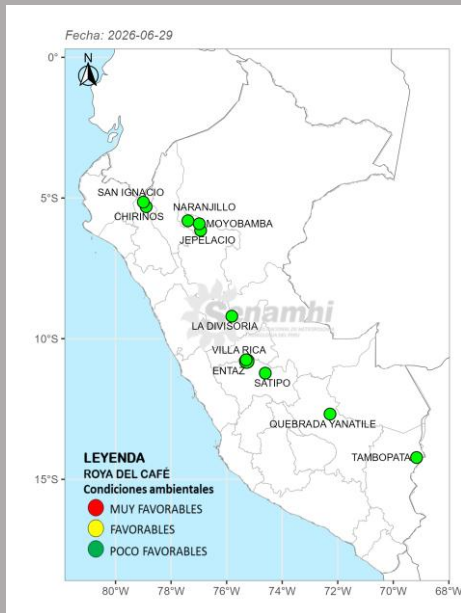 Fecha: 2026-06-29
N
0°
SAN IGNACIO
NARANJILLO
5°S
CHIRINOS
MOYOBAMBA
JEPELACIO
Senamhi
LA DIVISORIA
10°S
VILLA RICA
ENTAZ
SATIPO
QUEBRADA YANATILE
TAMBOPATA
15°S
LEYENDA
ROYA DEL CAFÉ
Condiciones ambientales
MUY FAVORABLES
FAVORABLES
POCO FAVORABLES
80°W 78°W 76°W 74°W 72°W 70°W 68°W